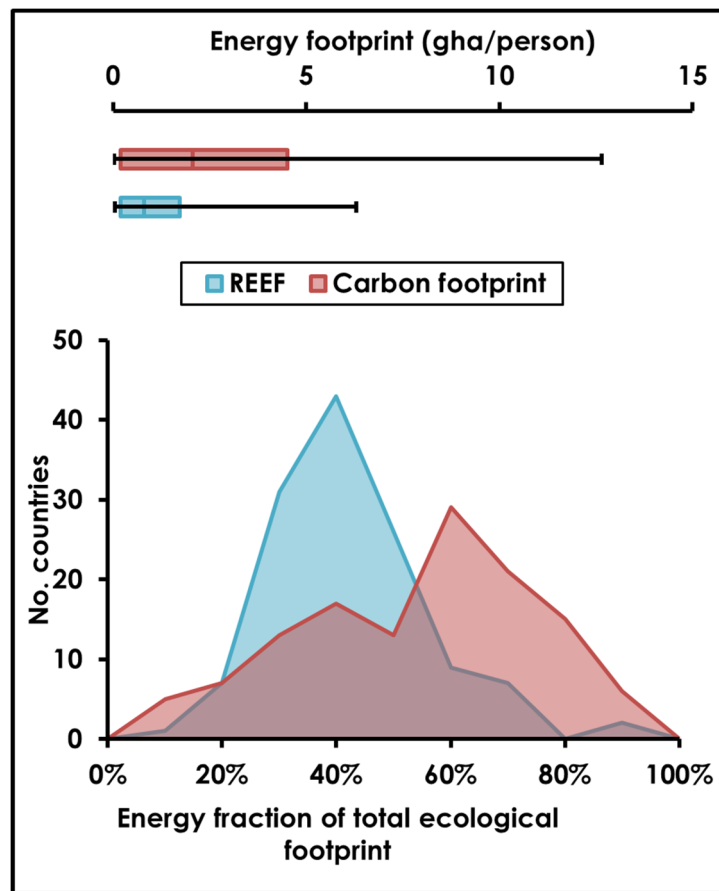 Energy footprint (gha/person)
0 5 10 15
REEF Carbon footprint
50
40
30
20
10
0
No. countries
0% 20% 40% 60% 80% 100%
Energy fraction of total ecological
footprint